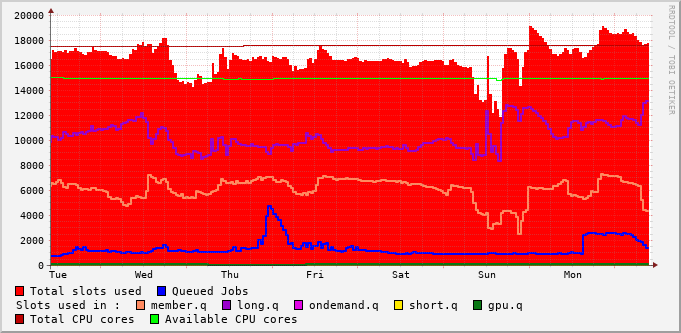 20000
18000
16000
14000
12000
10000
8000
6000
4000
2000
0
Tue Wed Thu Fri Sat Sun Mon
Total slots used Queued Jobs
Slots used in : member.q long.q ondemand.q short.q gpu.q
Total CPU cores Available CPU cores
RRDTOOL / TOBI OETIKER